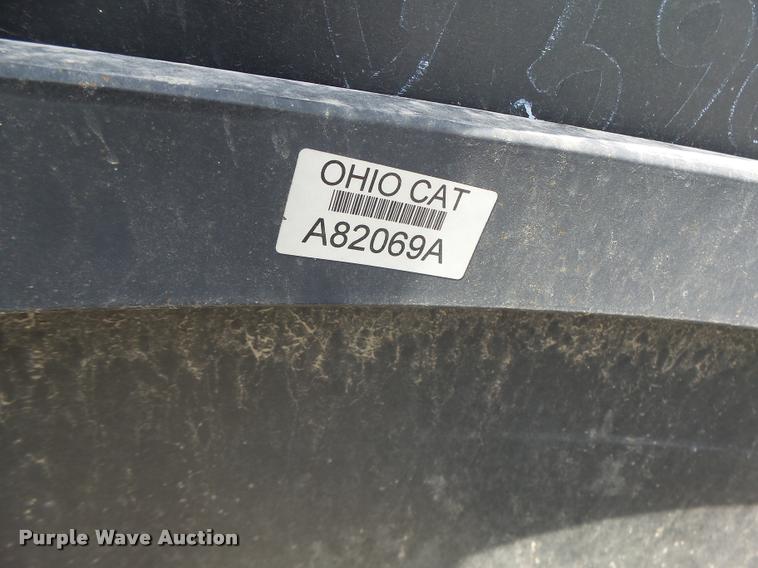 OHIO CAT
A82069A
Purple Wave Auction